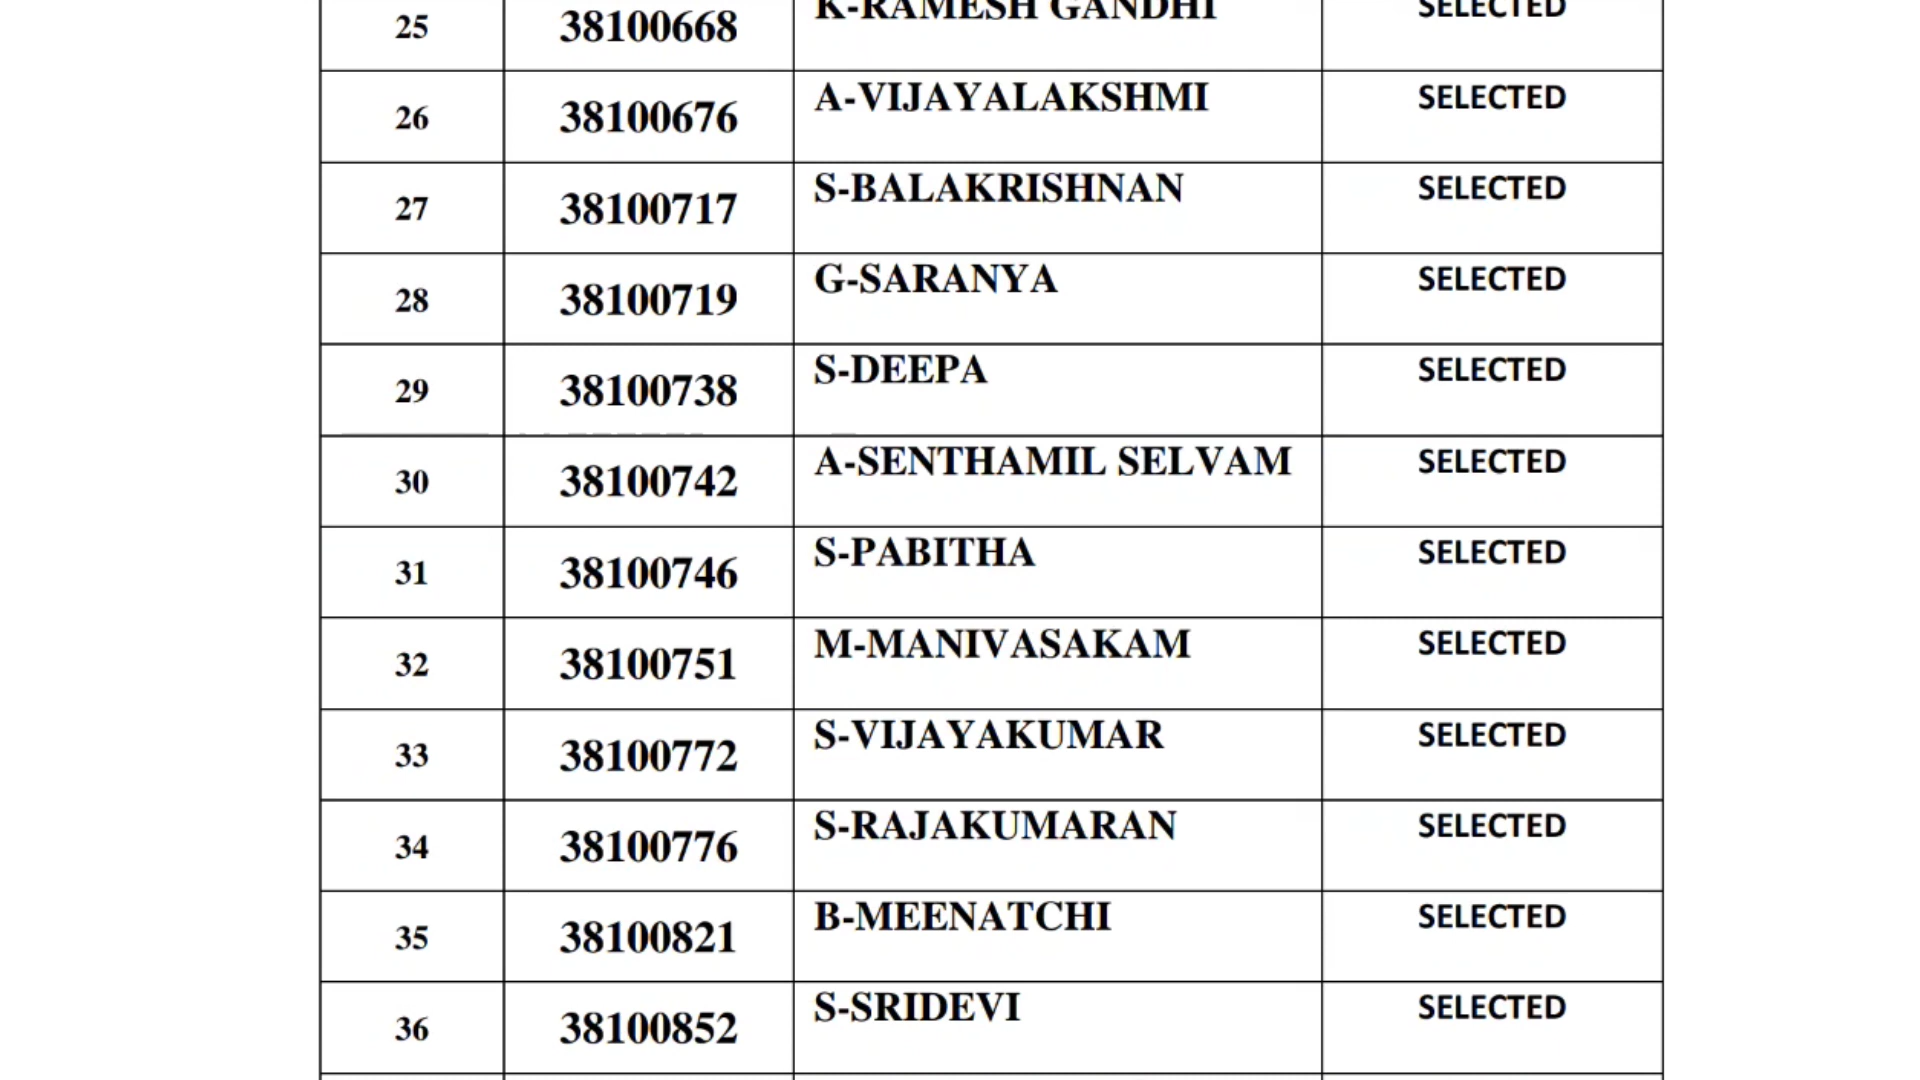 25 38100668 K-RAMESH GANDHI SELECTED
26 38100676 A-VIJAYALAKSHMI SELECTED
27 38100717 S-BALAKRISHNAN SELECTED
28 38100719 G-SARANYA SELECTED
29 38100738 S-DEEPA SELECTED
30 38100742 A-SENTHAMIL SELVAM SELECTED
31 38100746 S-PABITHA SELECTED
32 38100751 M-MANIVASAKAM SELECTED
33 38100772 S-VIJAYAKUMAR SELECTED
34 38100776 S-RAJAKUMARAN SELECTED
35 38100821 B-MEENATCHI SELECTED
36 38100852 S-SRIDEVI SELECTED